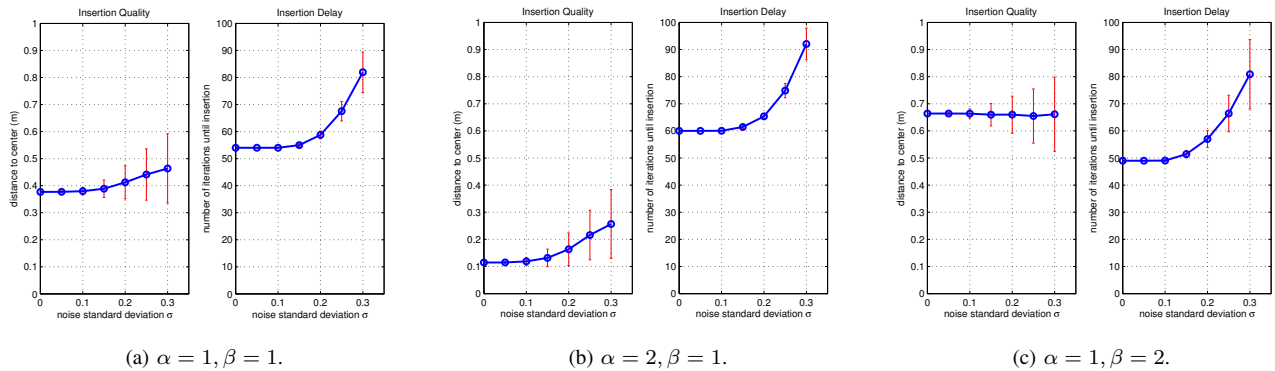 Insertion Quality
1
0.9
0.8
0.7
0.6
0.5
0.4
0.3
0.2
0.1
0
0 0.1 0.2 0.3
distance to center (m)
noise standard deviation σ
Insertion Delay
100
90
80
70
60
50
40
30
20
10
0
0 0.1 0.2 0.3
number of iterations until insertion
noise standard deviation σ
(a) α = 1, β = 1.
Insertion Quality
1
0.9
0.8
0.7
0.6
0.5
0.4
0.3
0.2
0.1
0
0 0.1 0.2 0.3
distance to center (m)
noise standard deviation σ
Insertion Delay
100
90
80
70
60
50
40
30
20
10
0
0 0.1 0.2 0.3
number of iterations until insertion
noise standard deviation σ
(b) α = 2, β = 1.
Insertion Quality
1
0.9
0.8
0.7
0.6
0.5
0.4
0.3
0.2
0.1
0
0 0.1 0.2 0.3
distance to center (m)
noise standard deviation σ
Insertion Delay
100
90
80
70
60
50
40
30
20
10
0
0 0.1 0.2 0.3
number of iterations until insertion
noise standard deviation σ
(c) α = 1, β = 2.